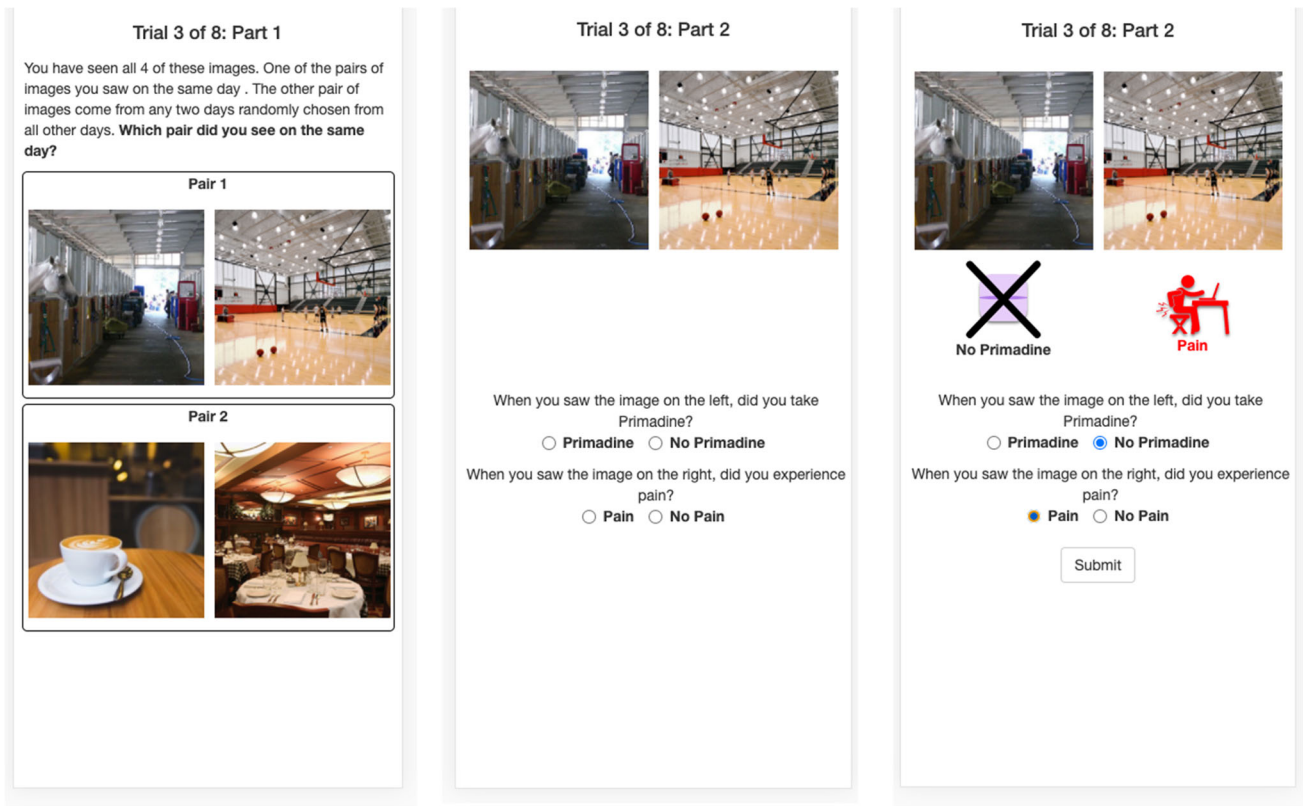 Trial 3 of 8: Part 1
You have seen all 4 of these images. One of the pairs of
images you saw on the same day . The other pair of
images come from any two days randomly chosen from
all other days. Which pair did you see on the same
day?
Pair 1
Pair 2
Trial 3 of 8: Part 2
When you saw the image on the left, did you take
Primadine?
Primadine No Primadine
When you saw the image on the right, did you experience
pain?
Pain No Pain
Trial 3 of 8: Part 2
No Primadine
Pain
When you saw the image on the left, did you take
Primadine?
Primadine No Primadine
When you saw the image on the right, did you experience
pain?
Pain No Pain
Submit